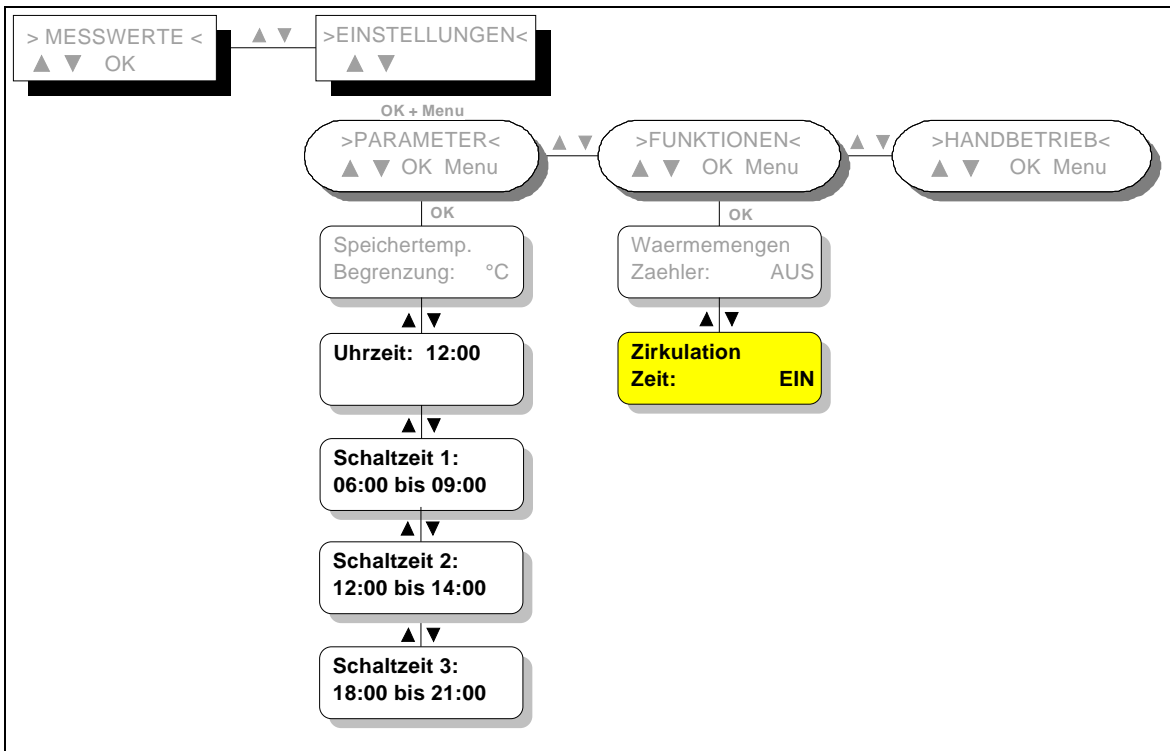 > MESSWERTE <
▲ ▼ OK
▲ ▼
>EINSTELLUNGEN<
▲ ▼
OK + Menu
>PARAMETER<
▲ ▼ OK Menu
▲ ▼
>FUNKTIONEN<
▲ ▼ OK Menu
▲ ▼
>HANDBETRIEB<
▲ ▼ OK Menu
OK
Speichertemp.
Begrenzung: °C
▲ ▼
Uhrzeit: 12:00
▲ ▼
Schaltzeit 1:
06:00 bis 09:00
▲ ▼
Schaltzeit 2:
12:00 bis 14:00
▲ ▼
Schaltzeit 3:
18:00 bis 21:00
OK
Waermemengen
Zaehler: AUS
▲ ▼
Zirkulation
Zeit: EIN